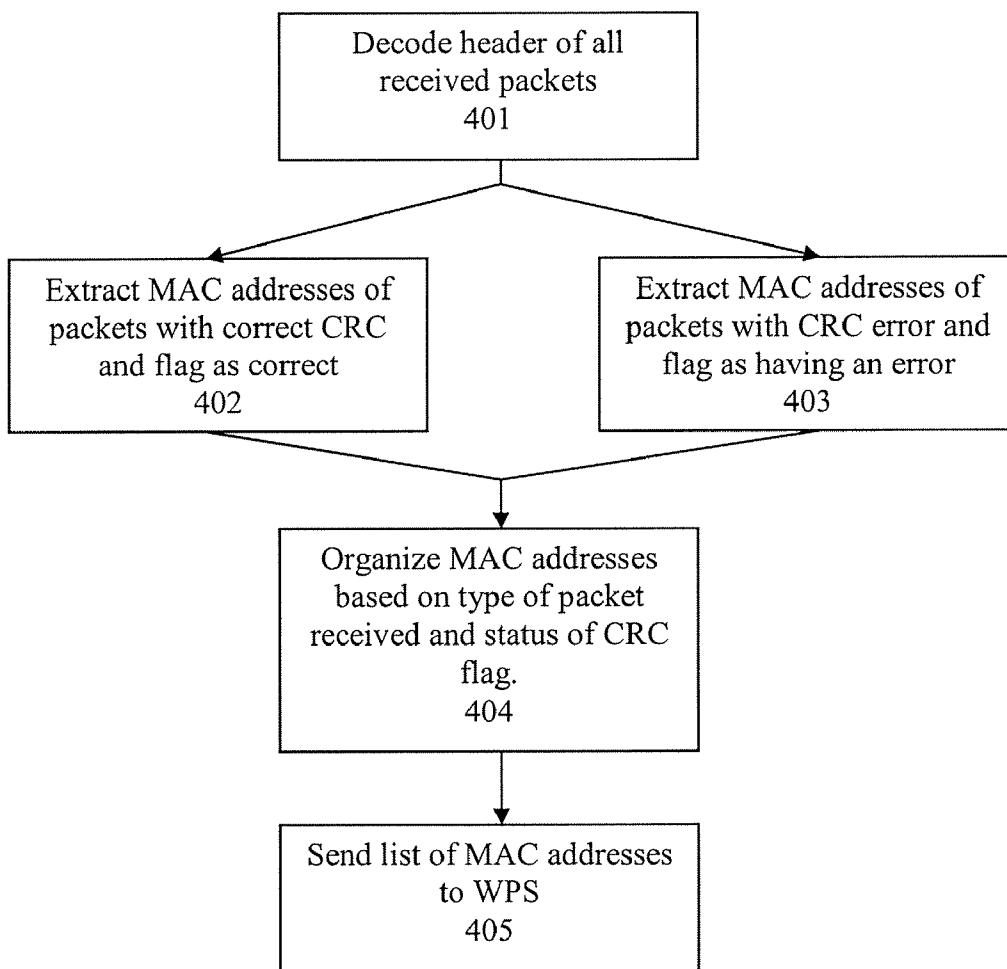 Decode header of all
received packets
401
Extract MAC addresses of
packets with correct CRC
and flag as correct
402
Extract MAC addresses of
packets with CRC error and
flag as having an error
403
Organize MAC addresses
based on type of packet
received and status of CRC
flag.
404
Send list of MAC addresses
to WPS
405